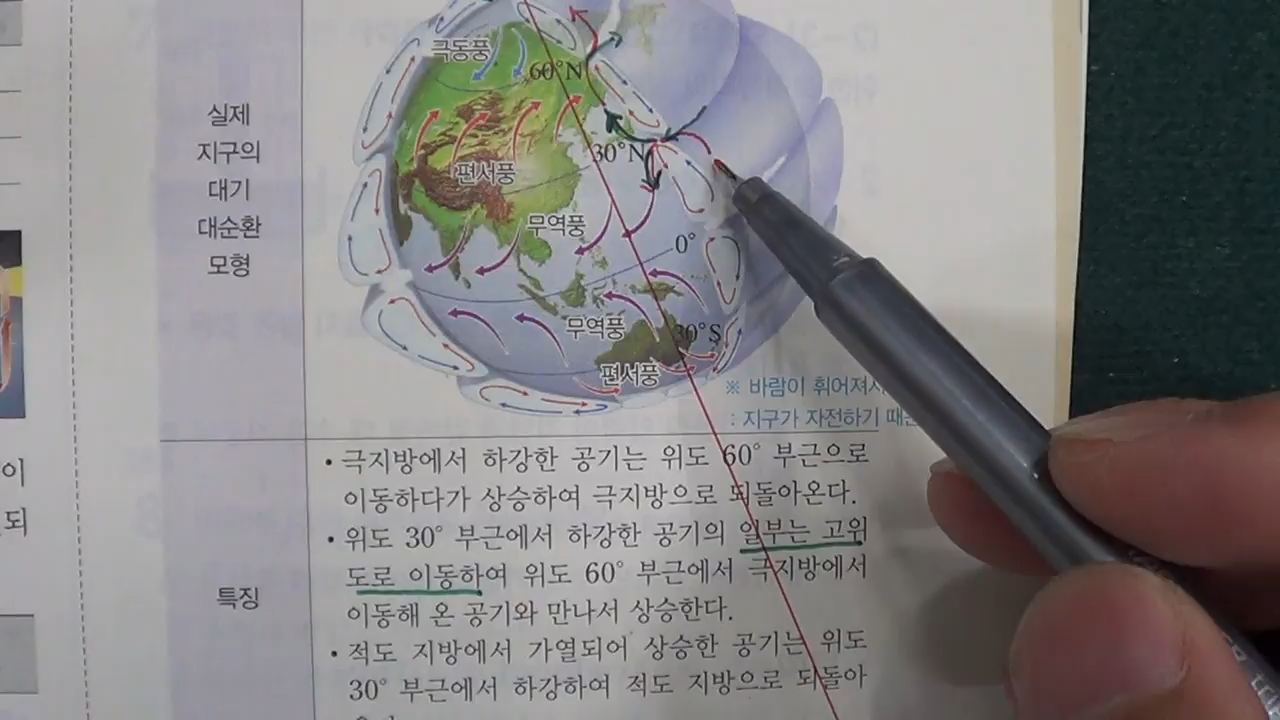 실제
지구의
대기
대순환
모형
극동풍
60°N
30°N
편서풍
무역풍
0°
무역풍
30°S
편서풍
※ 바람이 휘어져
: 지구가 자전하기
• 극지방에서 하강한 공기는 위도 60° 부근으로
이동하다가 상승하여 극지방으로 되돌아온다.
• 위도 30° 부근에서 하강한 공기의 일부는 고위
도로 이동하여 위도 60° 부근에서 극지방에서
이동해 온 공기와 만나서 상승한다.
특징
• 적도 지방에서 가열되어 상승한 공기는 위도
30° 부근에서 하강하여 적도 지방으로 되돌아